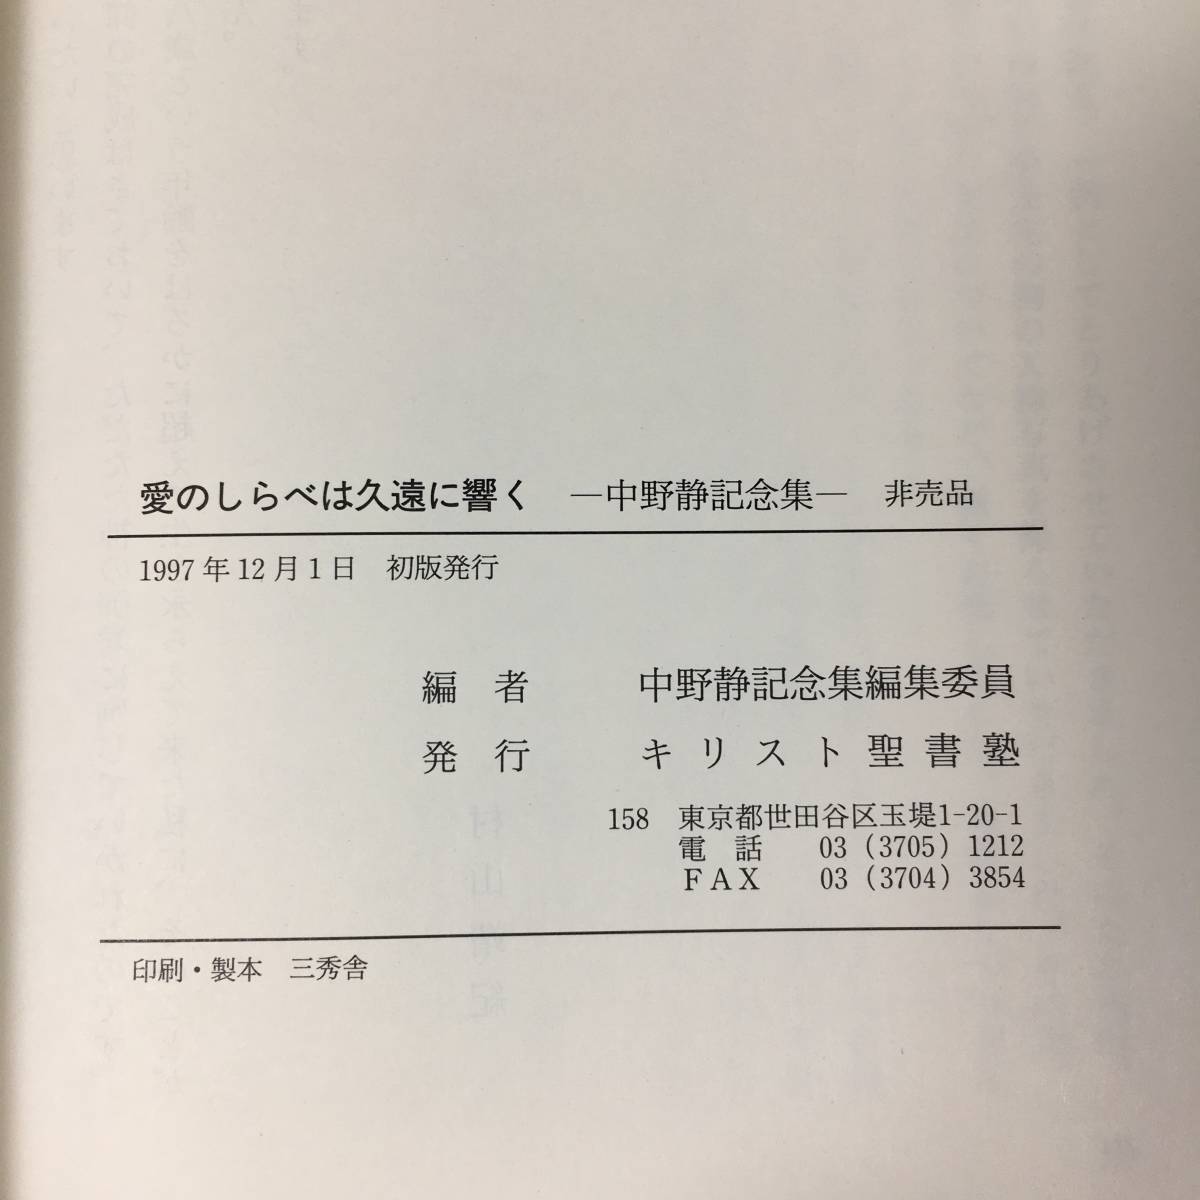 愛のしらべは久遠に響く ―中野静記念集― 非売品
1997年12月1日 初版発行
編 者 中野静記念集編集委員
発 行 キリスト聖書塾
158 東京都世田谷区玉堤1-20-1
電 話 03 (3705) 1212
FAX 03 (3704) 3854
印刷・製本 三秀舎